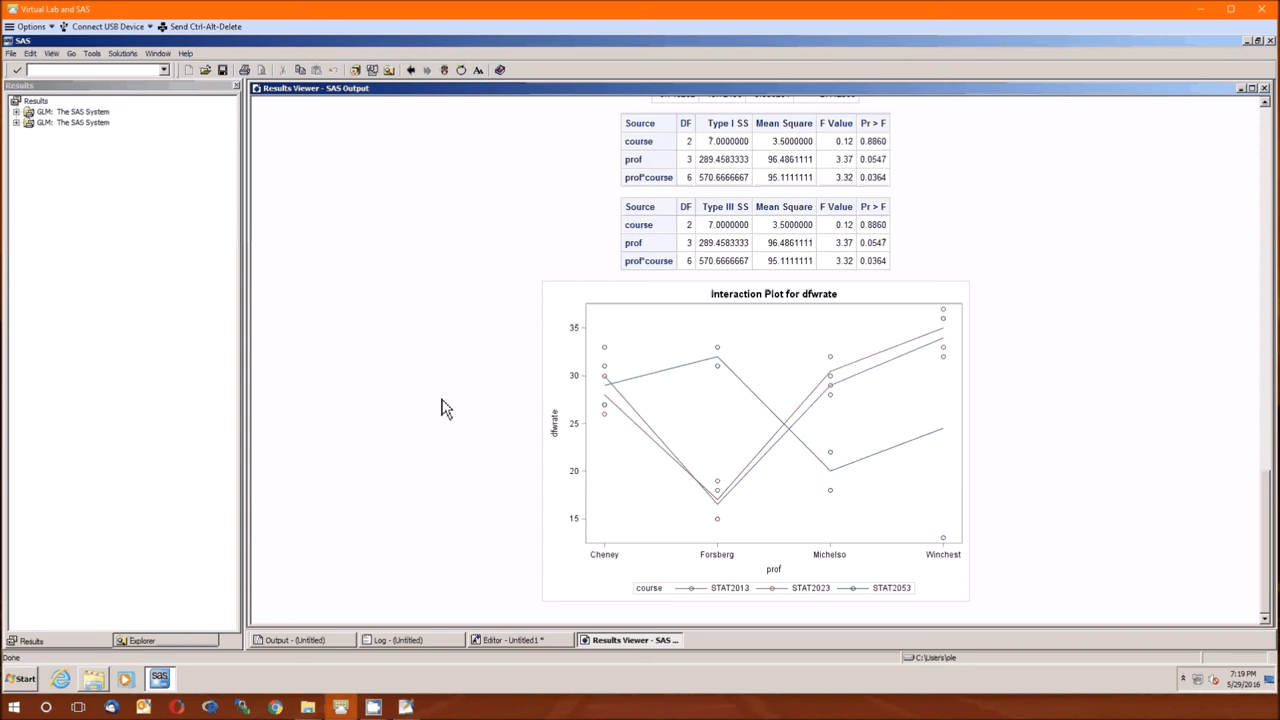 Virtual Lab and SAS
Options Connect USB Device Send Ctrl-Alt-Delete
SAS
File Edit View Go Tools Solutions Window Help
Results
Results Viewer - SAS Output
Results
GLM: The SAS System
GLM: The SAS System
Source DF Type I SS Mean Square F Value Pr > F
course 2 7.0000000 3.5000000 0.12 0.8860
prof 3 289.4583333 96.4861111 3.37 0.0547
prof*course 6 570.6666667 95.1111111 3.32 0.0364
Source DF Type III SS Mean Square F Value Pr > F
course 2 7.0000000 3.5000000 0.12 0.8860
prof 3 289.4583333 96.4861111 3.37 0.0547
prof*course 6 570.6666667 95.1111111 3.32 0.0364
Interaction Plot for dfwrate
35
30
25
20
15
dfwrate
Cheney Forsberg Michelso Winchest
prof
course STAT2013 STAT2023 STAT2053
Results Explorer Output - (Untitled) Log - (Untitled) Editor - Untitled1 * Results Viewer - SAS ...
Done C:\Users\ple
Start SAS 7:19 PM
5/29/2016